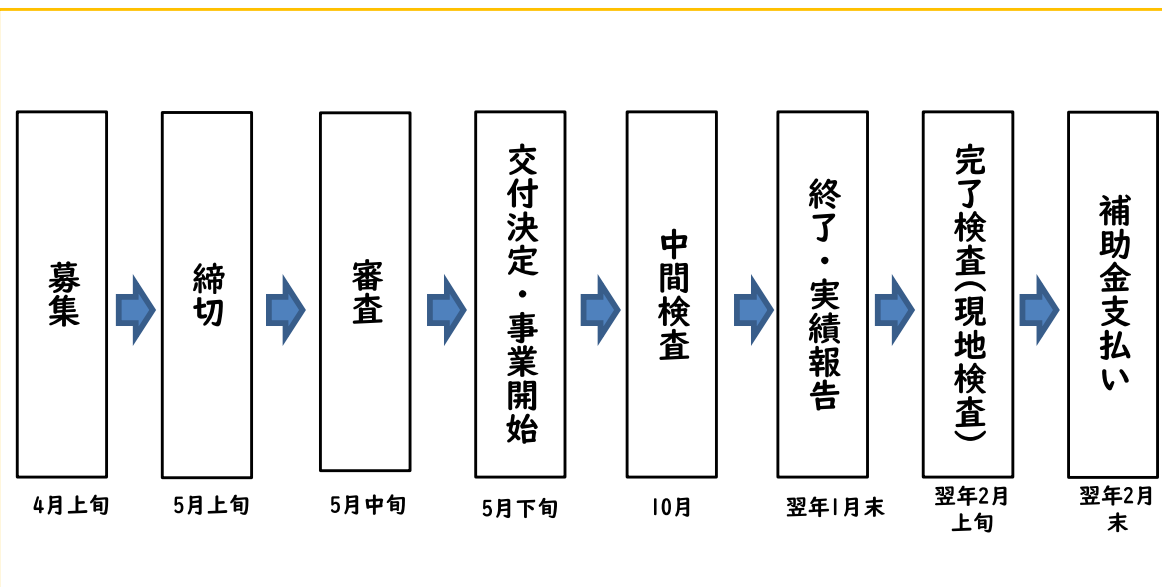 募集
締切
審査
交付決定・事業開始
中間検査
終了・実績報告
完了検査(現地検査)
補助金支払い
4月上旬
5月上旬
5月中旬
5月下旬
10月
翌年1月末
翌年2月
上旬
翌年2月
末